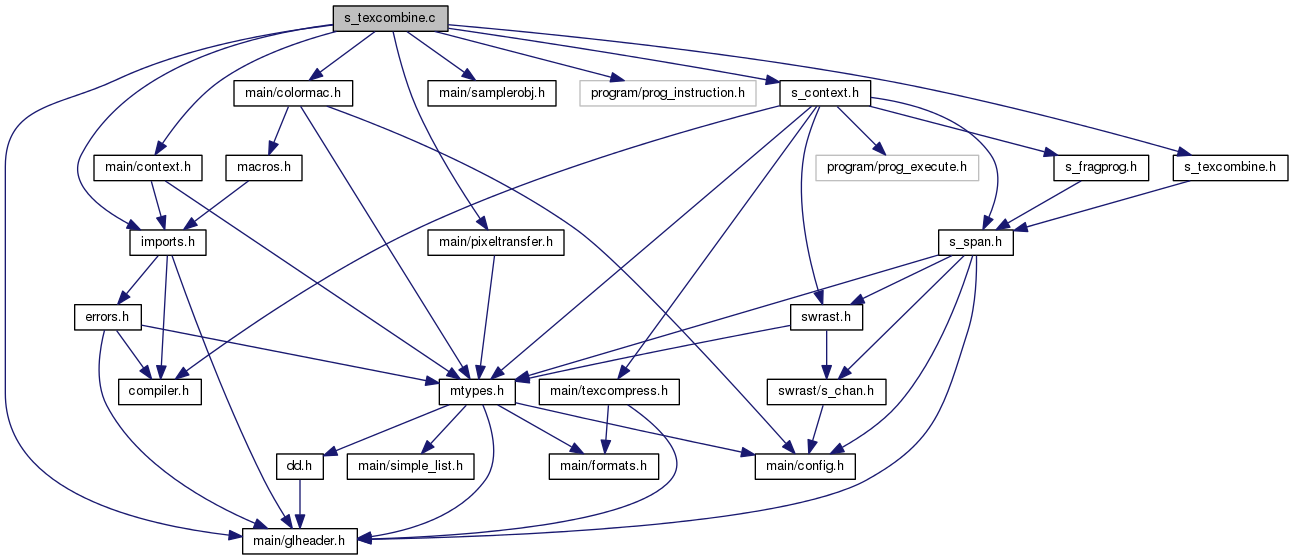 s_texcombine.c
main/colormac.h
main/samplerobj.h
program/prog_instruction.h
s_context.h
main/context.h
macros.h
program/prog_execute.h
s_fragprog.h
s_texcombine.h
imports.h
main/pixeltransfer.h
s_span.h
errors.h
swrast.h
compiler.h
mtypes.h
main/texcompress.h
swrast/s_chan.h
dd.h
main/simple_list.h
main/formats.h
main/config.h
main/glheader.h